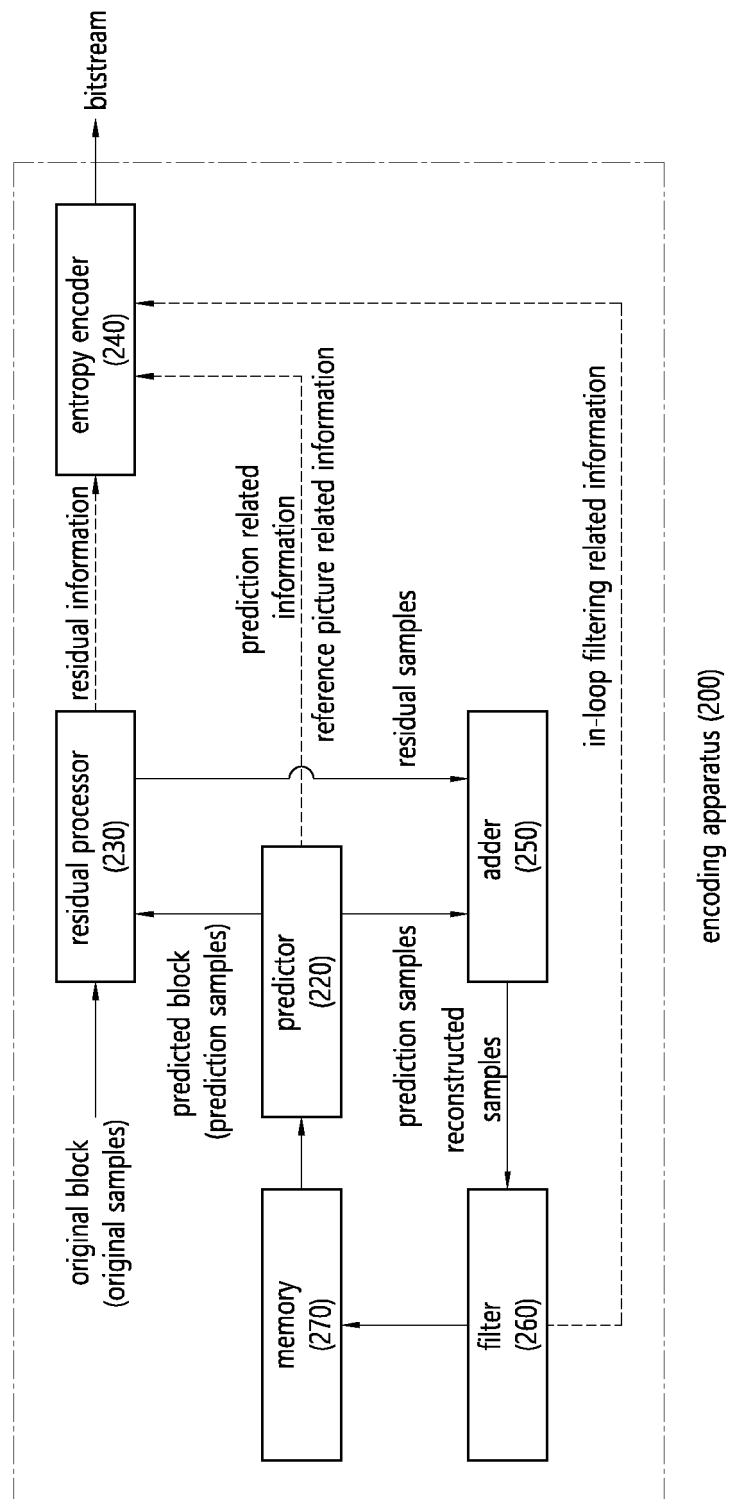 original block
(original samples)
residual processor
(230)
residual information
entropy encoder
(240)
bitstream
predicted block
(prediction samples)
prediction related
information
reference picture related information
memory
(270)
predictor
(220)
prediction samples
residual samples
reconstructed
samples
filter
(260)
adder
(250)
in-loop filtering related information
encoding apparatus (200)